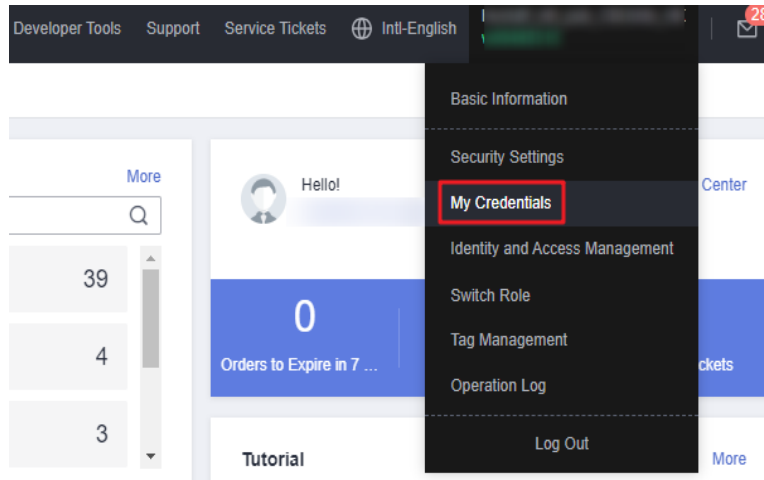 Developer Tools Support Service Tickets Intl-English
28
Basic Information
Security Settings
My Credentials
Identity and Access Management
Switch Role
Tag Management
Operation Log
Log Out
More
39
4
3
Hello!
Center
0
Orders to Expire in 7 ...
Tutorial
More